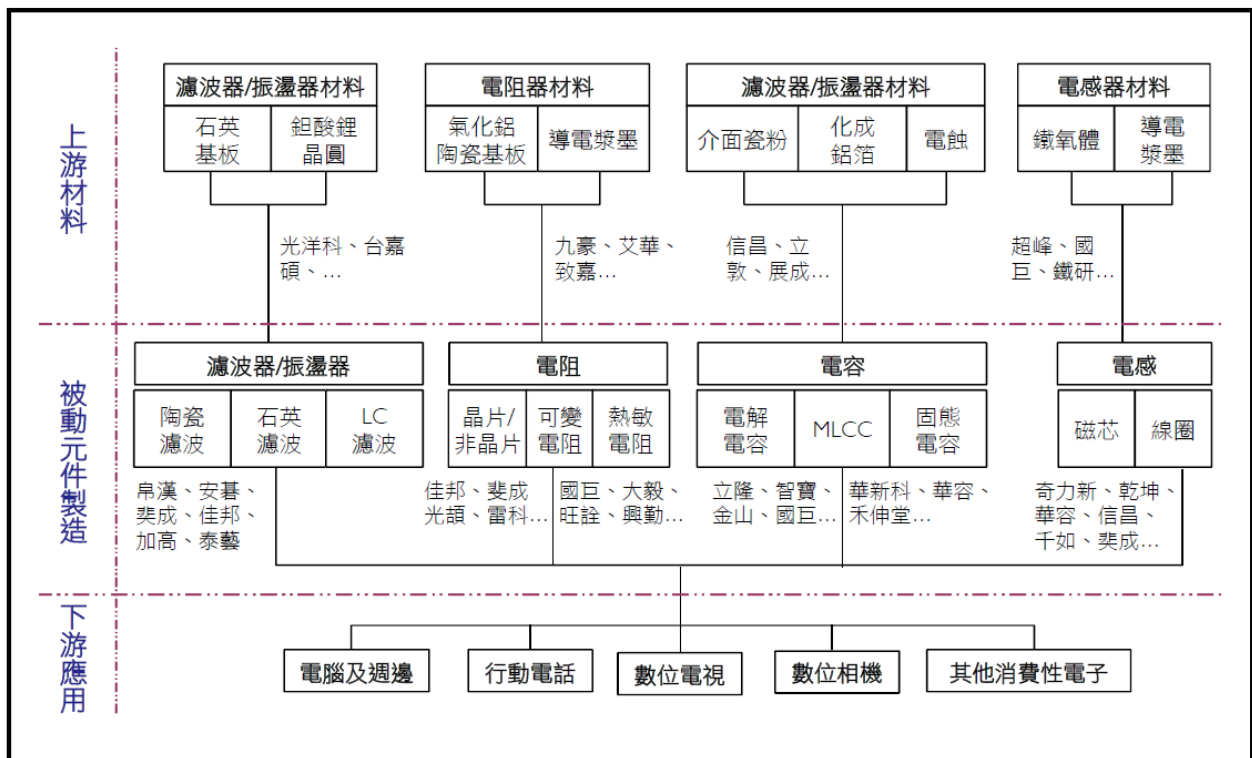 上游材料
濾波器/振盪器材料
石英
基板
鉭酸鋰
晶圓
電阻器材料
氧化鋁
陶瓷基板
導電漿墨
濾波器/振盪器材料
介面瓷粉
化成
鋁箔
電蝕
電感器材料
鐵氧體
導電
漿墨
光洋科、台嘉
碩、…
九豪、艾華、
致嘉…
信昌、立
敦、展成…
超峰、國
巨、鐵研…
被動元件製造
濾波器/振盪器
陶瓷
濾波
石英
濾波
LC
濾波
電阻
晶片/
非晶片
可變
電阻
熱敏
電阻
電容
電解
電容
MLCC
固態
電容
電感
磁芯
線圈
帛漢、安碁、
奜成、佳邦、
加高、泰藝
佳邦、斐成
光頡、雷科…
國巨、大毅、
旺詮、興勤…
立隆、智寶、
金山、國巨…
華新科、華容、
禾伸堂…
奇力新、乾坤、
華容、信昌、
千如、奜成…
下游應用
電腦及週邊
行動電話
數位電視
數位相機
其他消費性電子